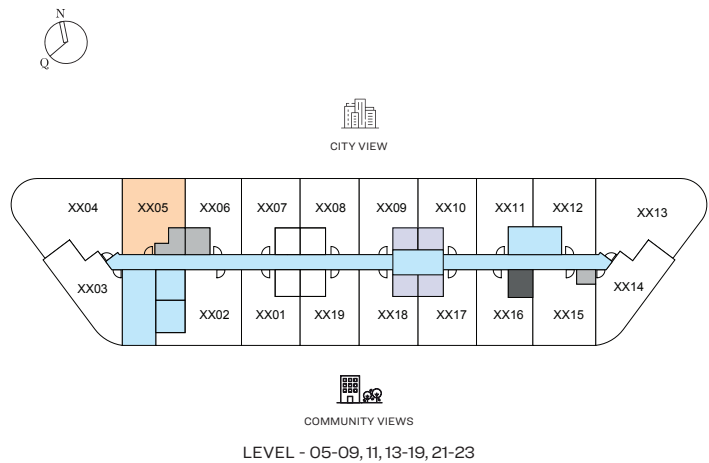 N
Q
CITY VIEW
XX04 XX05 XX06 XX07 XX08 XX09 XX10 XX11 XX12 XX13
XX03 XX02 XX01 XX19 XX18 XX17 XX16 XX15 XX14
COMMUNITY VIEWS
LEVEL - 05-09, 11, 13-19, 21-23